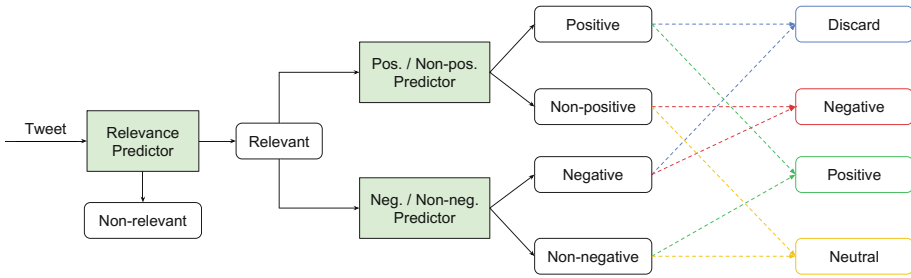 Tweet
Relevance
Predictor
Non-relevant
Relevant
Pos. / Non-pos.
Predictor
Neg. / Non-neg.
Predictor
Positive
Non-positive
Negative
Non-negative
Discard
Negative
Positive
Neutral